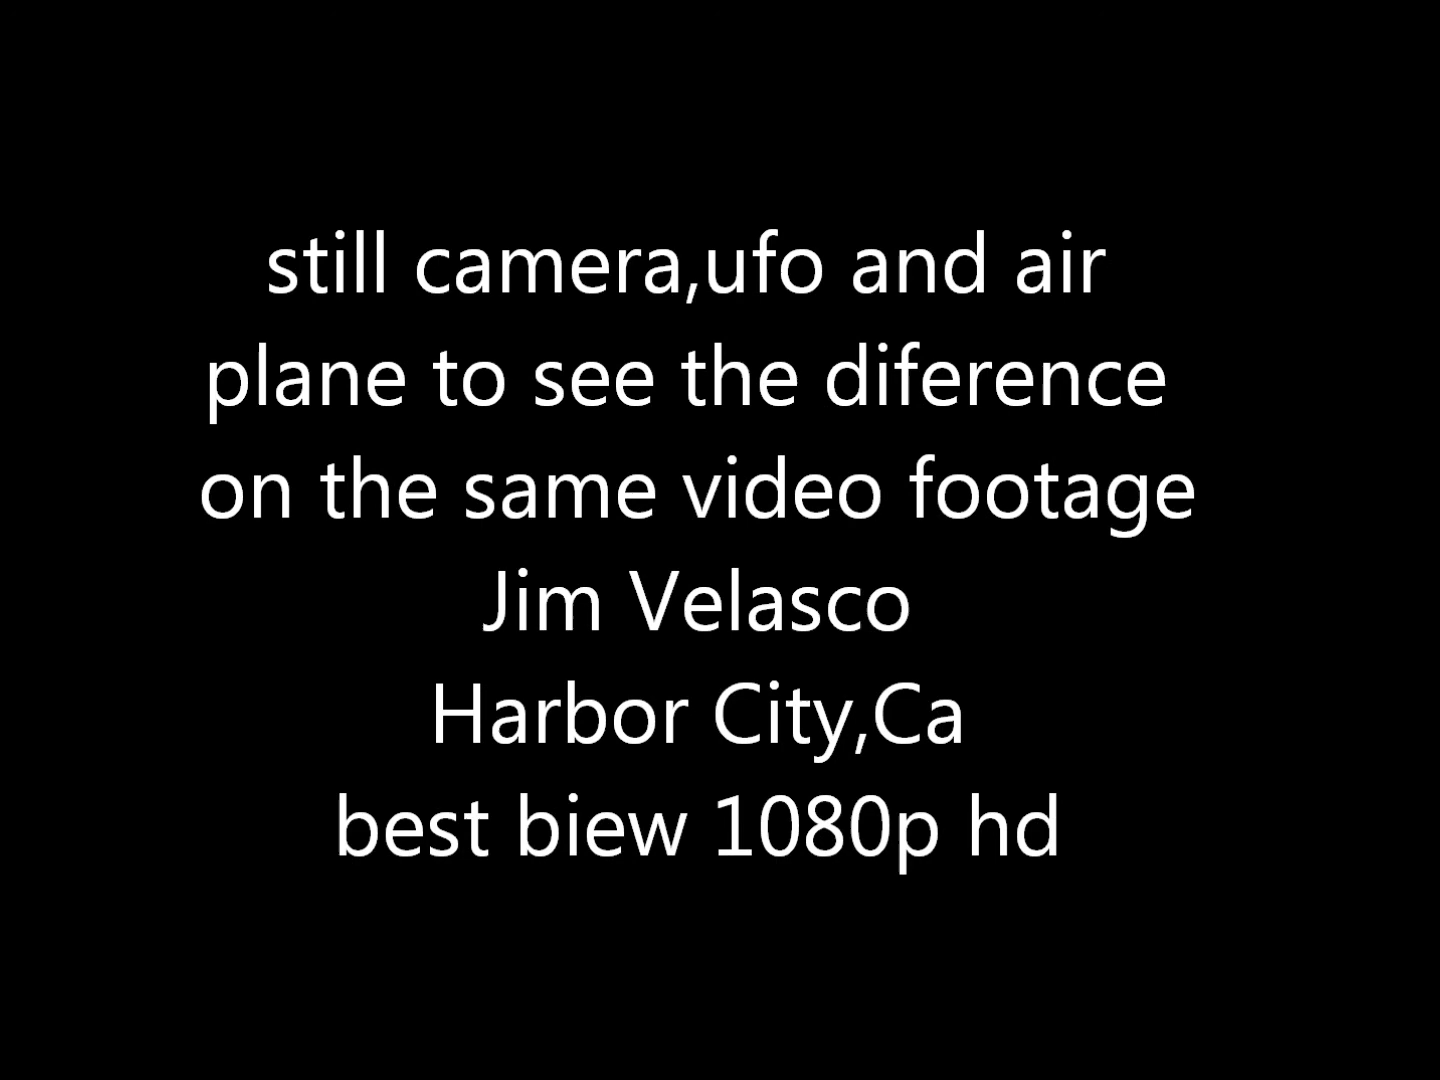 still camera,ufo and air
plane to see the diference
on the same video footage
Jim Velasco
Harbor City,Ca
best biew 1080p hd